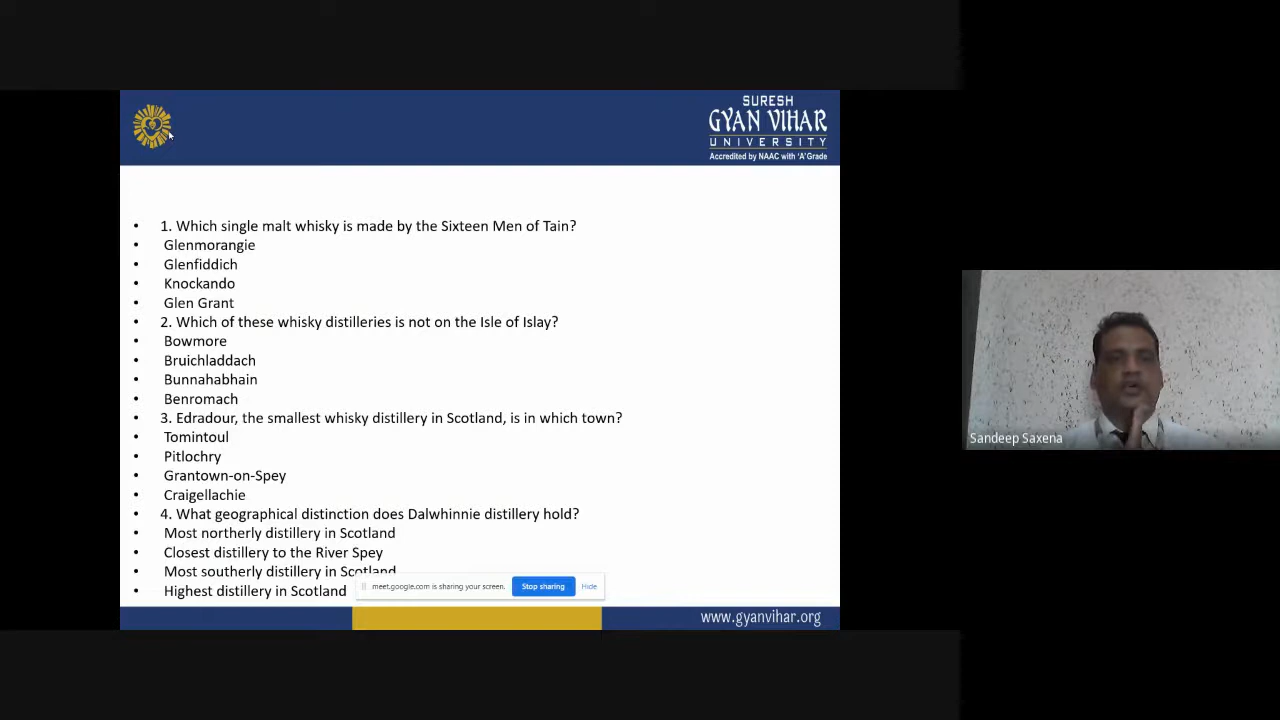 SURESH
GYAN VIHAR
UNIVERSITY
Accredited by NAAC with 'A' Grade
• 1. Which single malt whisky is made by the Sixteen Men of Tain?
• Glenmorangie
• Glenfiddich
• Knockando
• Glen Grant
• 2. Which of these whisky distilleries is not on the Isle of Islay?
• Bowmore
• Bruichladdach
• Bunnahabhain
• Benromach
• 3. Edradour, the smallest whisky distillery in Scotland, is in which town?
• Tomintoul
• Pitlochry
• Grantown-on-Spey
• Craigellachie
• 4. What geographical distinction does Dalwhinnie distillery hold?
• Most northerly distillery in Scotland
• Closest distillery to the River Spey
• Most southerly distillery in Scotland
• Highest distillery in Scotland
meet.google.com is sharing your screen. Stop sharing Hide
www.gyanvihar.org
Sandeep Saxena